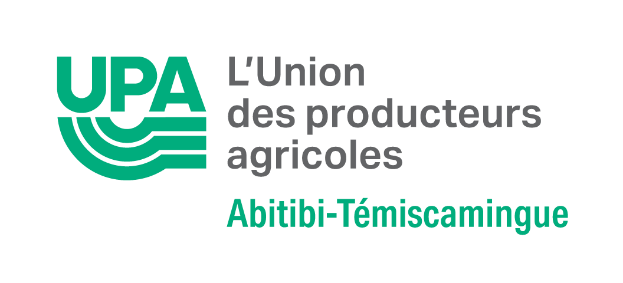 UPA
L'Union
des producteurs
agricoles
Abitibi-Témiscamingue